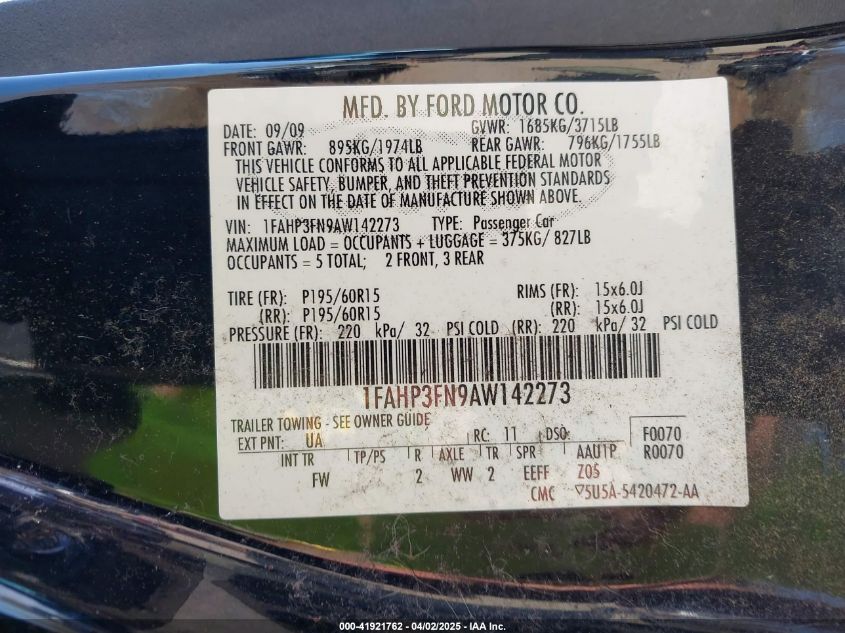 MFD. BY FORD MOTOR CO.
DATE: 09/09 GVWR: 1685KG/3715LB
FRONT GAWR: 895KG/1974LB REAR GAWR: 796KG/1755LB
THIS VEHICLE CONFORMS TO ALL APPLICABLE FEDERAL MOTOR
VEHICLE SAFETY, BUMPER, AND THEFT PREVENTION STANDARDS
IN EFFECT ON THE DATE OF MANUFACTURE SHOWN ABOVE.
VIN: 1FAHP3FN9AW142273 TYPE: Passenger Car
MAXIMUM LOAD = OCCUPANTS + LUGGAGE = 375KG/ 827LB
OCCUPANTS = 5 TOTAL; 2 FRONT, 3 REAR
TIRE (FR): P195/60R15 RIMS (FR): 15x6.0J
(RR): P195/60R15 (RR): 15x6.0J
PRESSURE (FR): 220 kPa/ 32 PSI COLD (RR): 220 kPa/ 32 PSI COLD
1FAHP3FN9AW142273
TRAILER TOWING - SEE OWNER GUIDE
EXT PNT: UA RC: 11 DSO: F0070
INT TR TP/PS R AXLE TR SPR AAU1P R0070
FW 2 WW 2 EEFF Z05
CMC 5U5A-5420472-AA
000-41921762 - 04/02/2025 - IAA Inc.